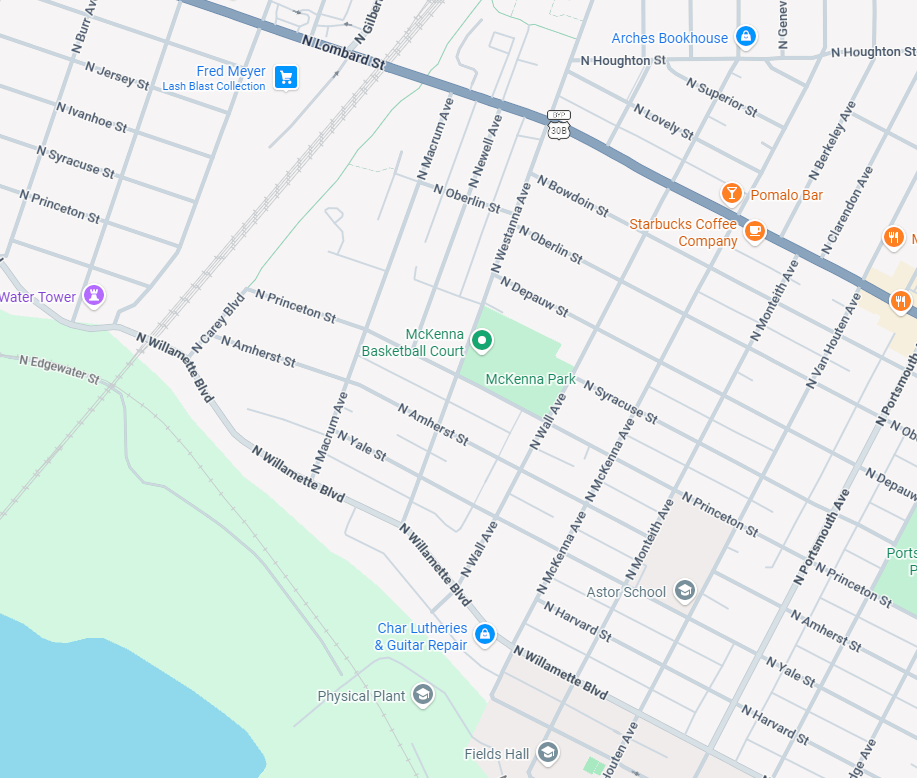 N Burr Ave
N Gilbert
N Lombard St
Arches Bookhouse
N Houghton St
N Houghton St
N Jersey St
Fred Meyer
Lash Blast Collection
N Superior St
N Ivanhoe St
N Lovely St
BYP
30B
N Macrum Ave
N Newell Ave
N Berkeley Ave
N Syracuse St
N Princeton St
N Oberlin St
N Bowdoin St
Pomalo Bar
N Westanna Ave
Starbucks Coffee
Company
N Clarendon Ave
N Oberlin St
N Monteith Ave
Water Tower
N Carey Blvd
N Princeton St
N Depauw St
N Van Houten Ave
N Willamette Blvd
N Amherst St
McKenna
Basketball Court
McKenna Park
N Edgewater St
N Syracuse St
N Portsmouth
N Amherst St
N Wall Ave
N Macrum Ave
N Yale St
N McKenna Ave
N Willamette Blvd
N Depauw
N Princeton St
N Portsmouth Ave
N Monteith Ave
N Willamette Blvd
N Wall Ave
N McKenna Ave
N Princeton St
Astor School
N Harvard St
N Amherst St
Char Lutheries
& Guitar Repair
N Willamette Blvd
N Yale St
Physical Plant
N Harvard St
Fields Hall